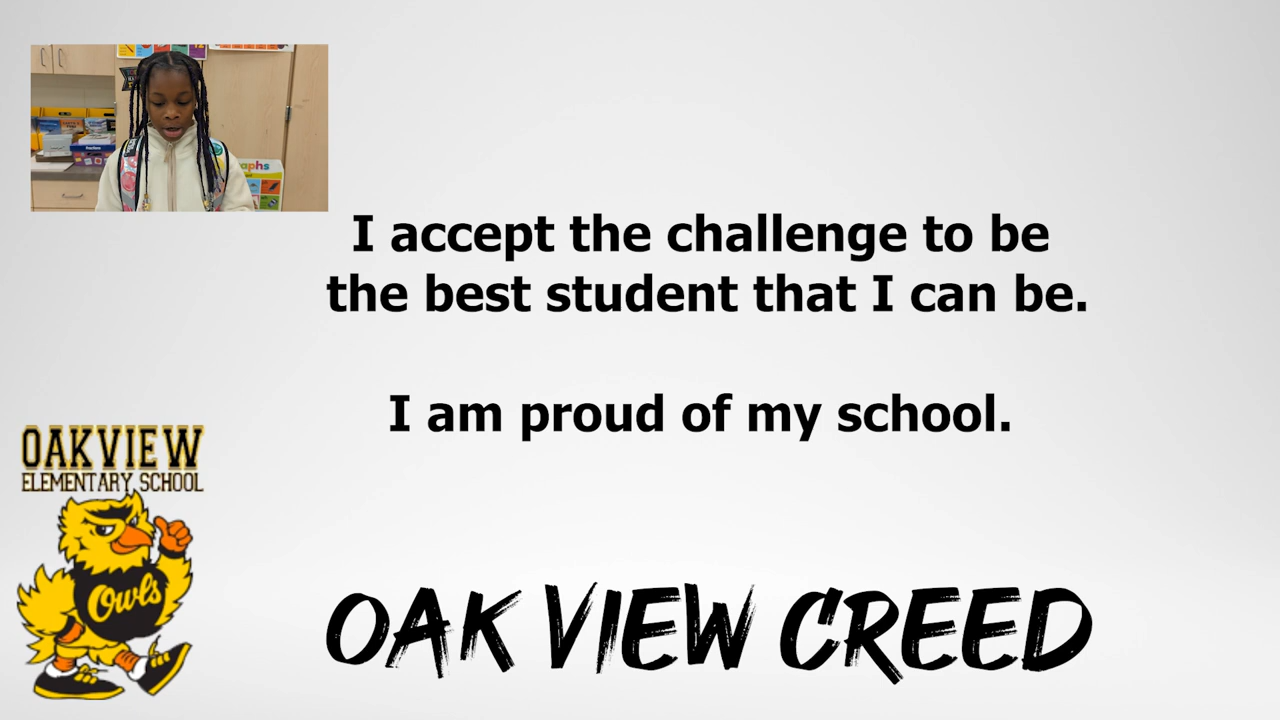 aphs
I accept the challenge to be
the best student that I can be.
I am proud of my school.
OAKVIEW
ELEMENTARY SCHOOL
Owls
OAK VIEW CREED